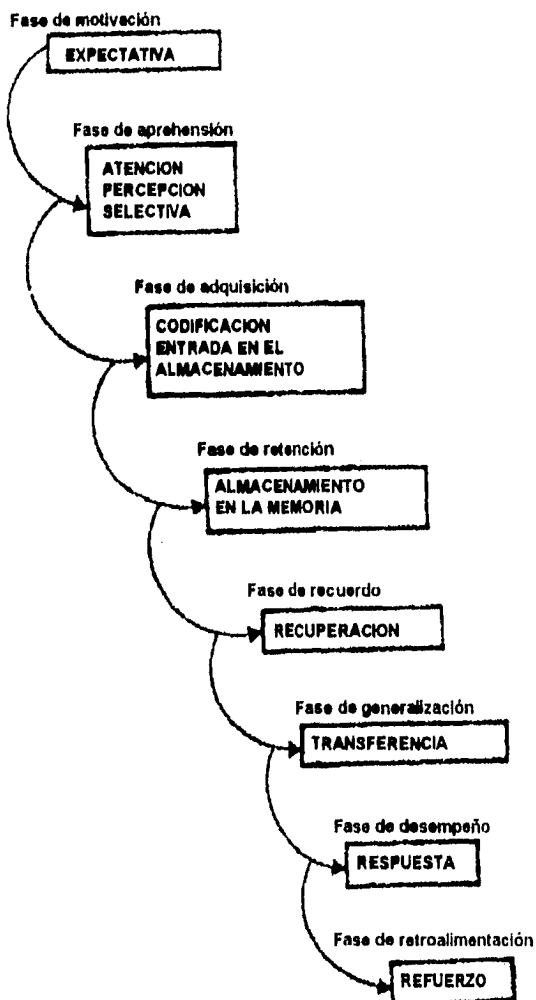 Fase de motivación
EXPECTATIVA
Fase de aprehensión
ATENCION
PERCEPCION
SELECTIVA
Fase de adquisición
CODIFICACION
ENTRADA EN EL
ALMACENAMIENTO
Fase de retención
ALMACENAMIENTO
EN LA MEMORIA
Fase de recuerdo
RECUPERACION
Fase de generalización
TRANSFERENCIA
Fase de desempeño
RESPUESTA
Fase de retroalimentación
REFUERZO